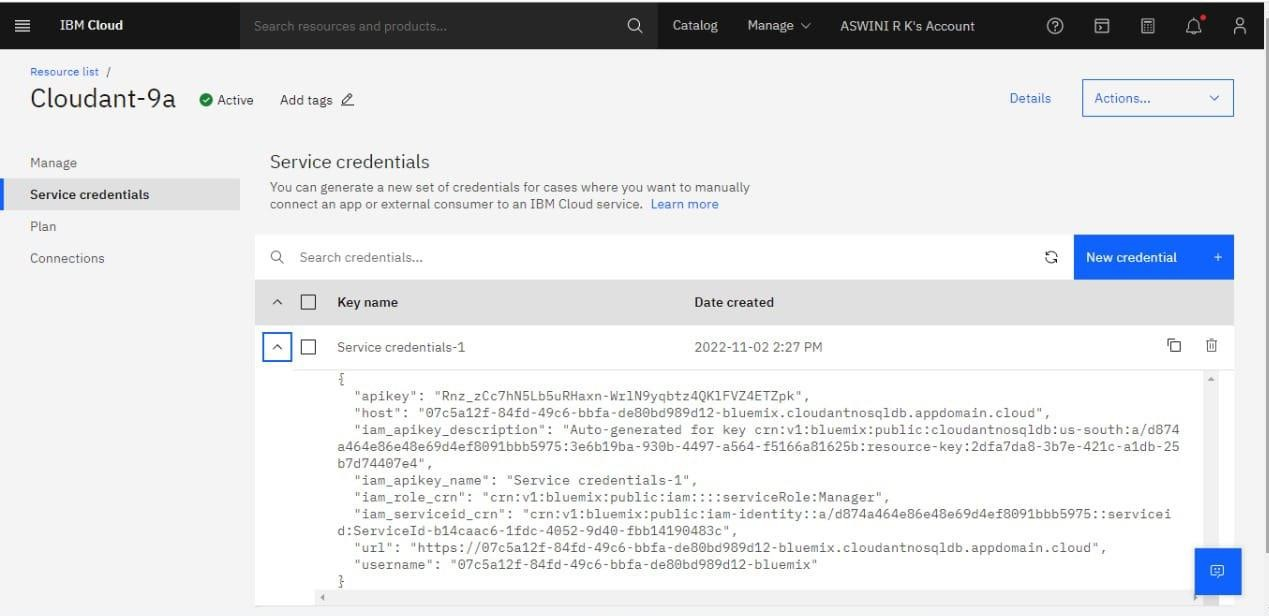 IBM Cloud
Search resources and products...
Catalog
Manage
ASWINI R K's Account
Resource list /
Cloudant-9a
Active
Add tags
Details
Actions...
Manage
Service credentials
Plan
Connections
Service credentials
You can generate a new set of credentials for cases where you want to manually
connect an app or external consumer to an IBM Cloud service. Learn more
Search credentials...
New credential +
Key name
Date created
Service credentials-1
2022-11-02 2:27 PM
{
"apikey": "Rnz_zCc7hN5Lb5uRHaxn-WrlN9yqbtz4QKlFVZ4ETZpk",
"host": "07c5a12f-84fd-49c6-bbfa-de80bd989d12-bluemix.cloudantnosqldb.appdomain.cloud",
"iam_apikey_description": "Auto-generated for key crn:v1:bluemix:public:cloudantnosqldb:us-south:a/d874
a464e86e48e69d4ef8091bbb5975:3e6b19ba-930b-4497-a564-f5166a81625b:resource-key:2dfa7da8-3b7e-421c-a1db-25
b7d74407e4",
"iam_apikey_name": "Service credentials-1",
"iam_role_crn": "crn:v1:bluemix:public:iam::::serviceRole:Manager",
"iam_serviceid_crn": "crn:v1:bluemix:public:iam-identity::a/d874a464e86e48e69d4ef8091bbb5975::servicei
d:ServiceId-b14caac6-1fdc-4052-9d40-fbb14190483c",
"url": "https://07c5a12f-84fd-49c6-bbfa-de80bd989d12-bluemix.cloudantnosqldb.appdomain.cloud",
"username": "07c5a12f-84fd-49c6-bbfa-de80bd989d12-bluemix"
}